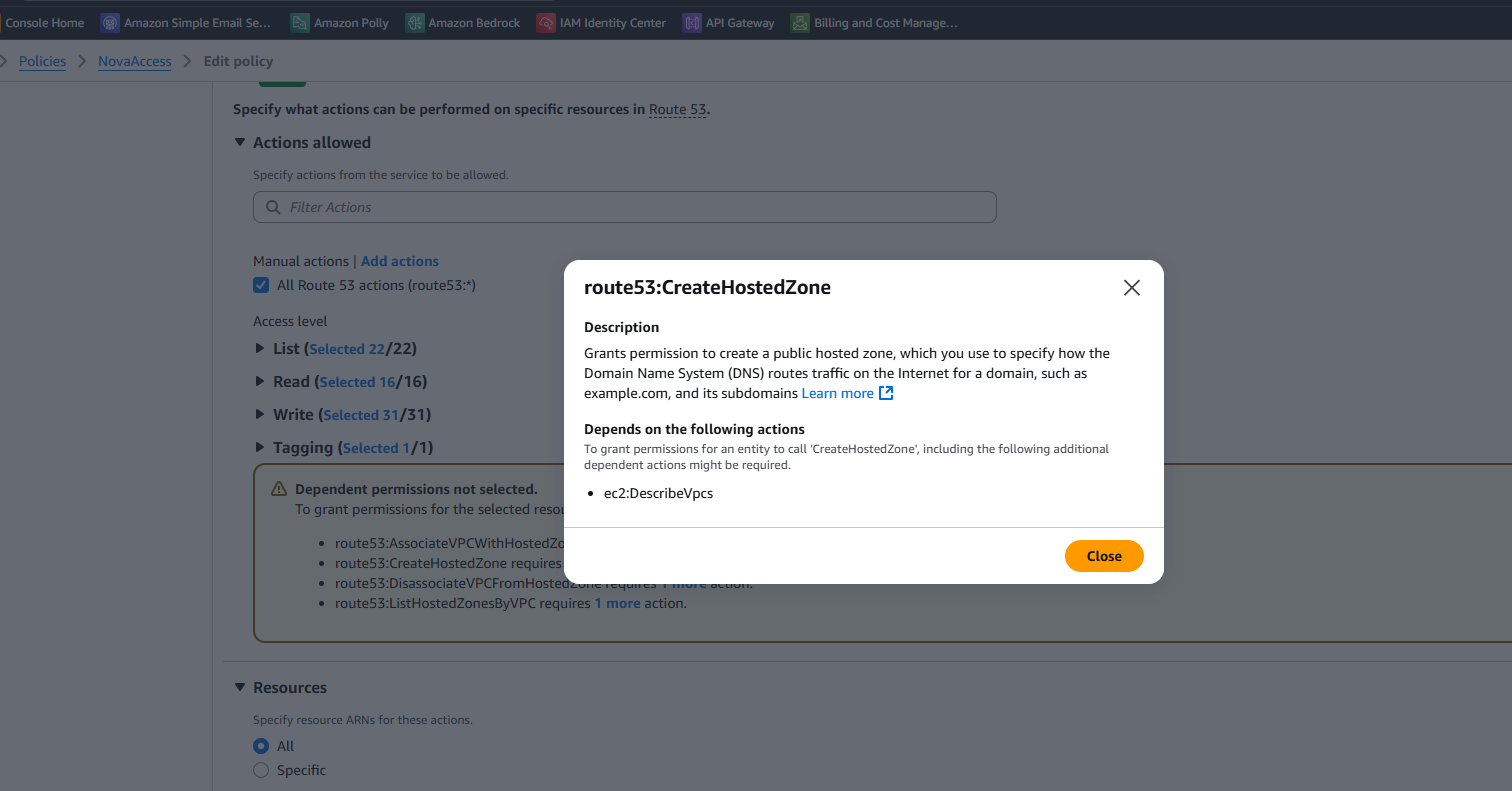 Console Home Amazon Simple Email Se... Amazon Polly Amazon Bedrock IAM Identity Center API Gateway Billing and Cost Manage...
Policies NovaAccess Edit policy
Specify what actions can be performed on specific resources in Route 53.
Actions allowed
Specify actions from the service to be allowed.
Filter Actions
Manual actions | Add actions
All Route 53 actions (route53:*)
Access level
List (Selected 22/22)
Read (Selected 16/16)
Write (Selected 31/31)
Tagging (Selected 1/1)
Dependent permissions not selected.
To grant permissions for the selected
route53:AssociateVPCWithHostedZo
route53:CreateHostedZone requires
route53:DisassociateVPCFromHostedZone requires 1 more action.
route53:ListHostedZonesByVPC requires 1 more action.
Resources
Specify resource ARNs for these actions.
All
Specific
route53:CreateHostedZone
Description
Grants permission to create a public hosted zone, which you use to specify how the
Domain Name System (DNS) routes traffic on the Internet for a domain, such as
example.com, and its subdomains Learn more
Depends on the following actions
To grant permissions for an entity to call 'CreateHostedZone', including the following additional
dependent actions might be required.
ec2:DescribeVpcs
Close